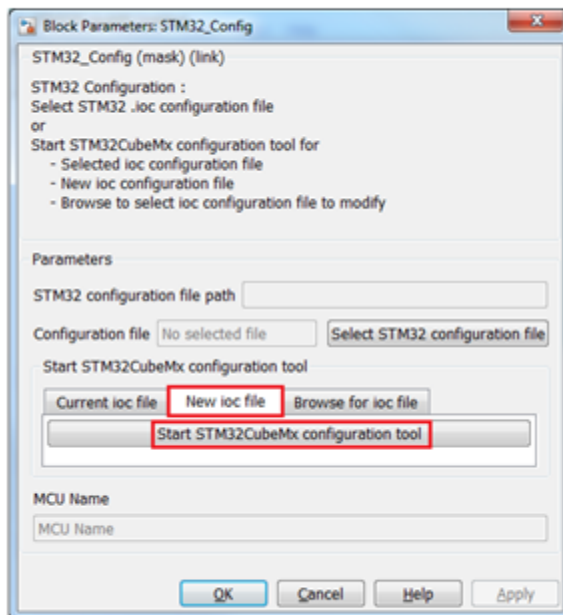 Block Parameters: STM32_Config
STM32_Config (mask) (link)
STM32 Configuration :
Select STM32 .ioc configuration file
or
Start STM32CubeMx configuration tool for
- Selected ioc configuration file
- New ioc configuration file
- Browse to select ioc configuration file to modify
Parameters
STM32 configuration file path
Configuration file No selected file Select STM32 configuration file
Start STM32CubeMx configuration tool
Current ioc file New ioc file Browse for ioc file
Start STM32CubeMx configuration tool
MCU Name
MCU Name
OK Cancel Help Apply